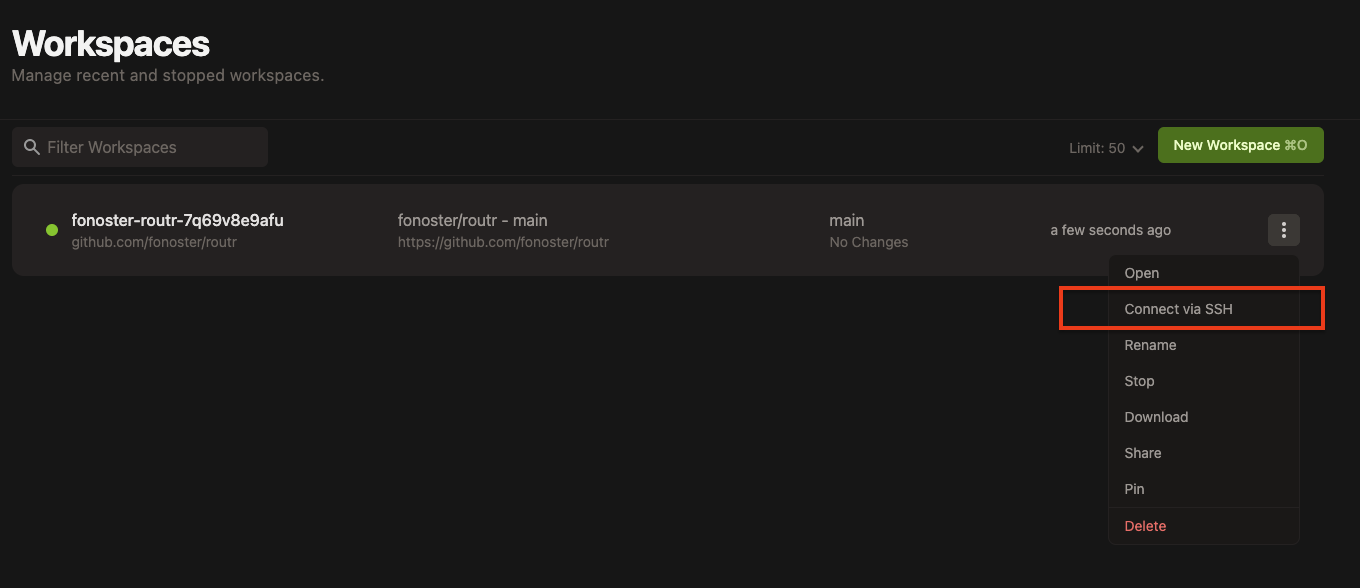 Workspaces
Manage recent and stopped workspaces.
Filter Workspaces
Limit: 50
New Workspace ⌘O
fonoster-routr-7q69v8e9afu
github.com/fonoster/routr
fonoster/routr - main
https://github.com/fonoster/routr
main
No Changes
a few seconds ago
Open
Connect via SSH
Rename
Stop
Download
Share
Pin
Delete